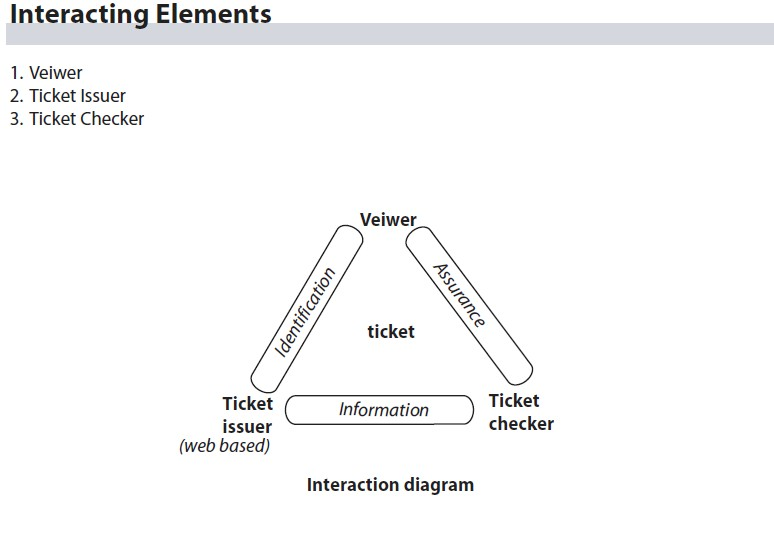 Interacting Elements
1. Veiwer
2. Ticket Issuer
3. Ticket Checker
Veiwer
Identification
Assurance
ticket
Ticket
issuer
(web based)
Information
Ticket
checker
Interaction diagram